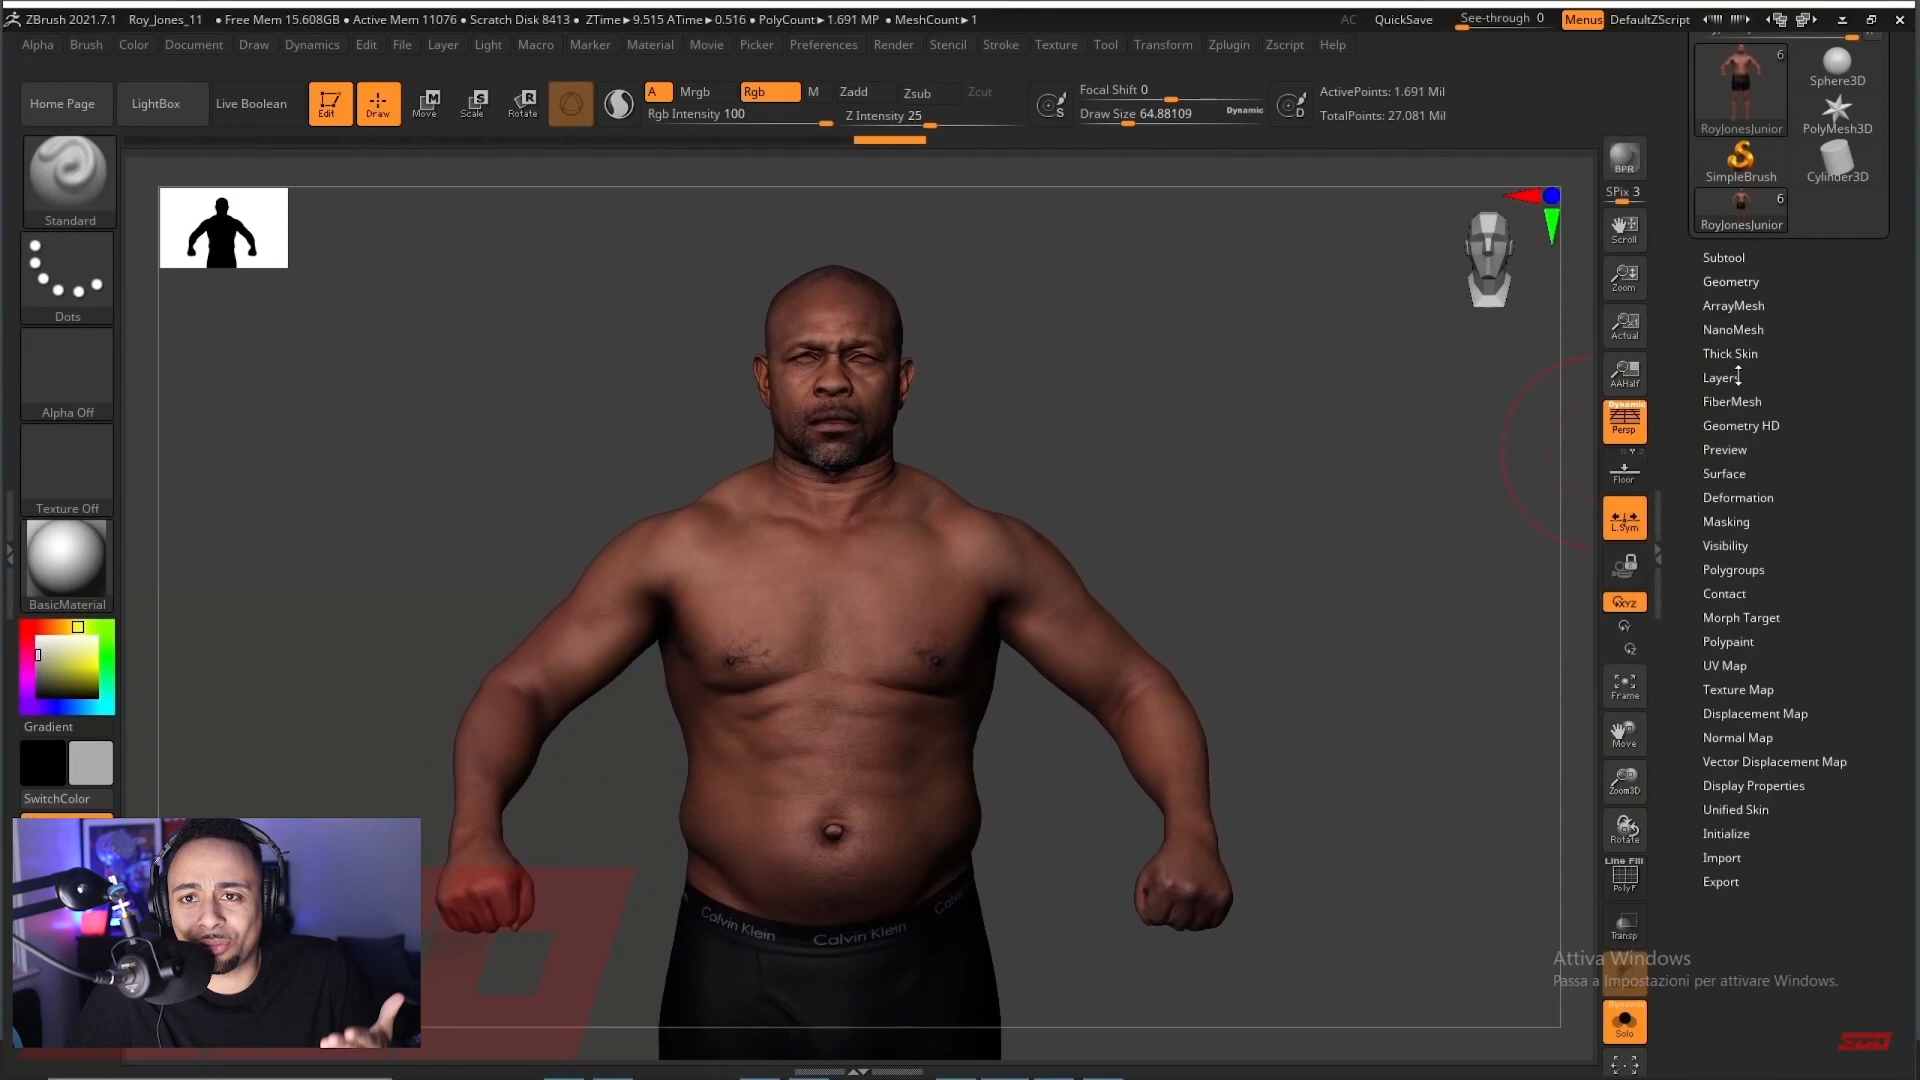 ZBrush 2021.7.1 Roy_Jones_11 ● Free Mem 15.608GB ● Active Mem 11076 ● Scratch Disk 8413 ● ZTime►9.515 ATime►0.516 ● PolyCount►1.691 MP ● MeshCount►1 AC QuickSave See-through 0 Menus DefaultZScript
Alpha Brush Color Document Draw Dynamics Edit File Layer Light Macro Marker Material Movie Picker Preferences Render Stencil Stroke Texture Tool Transform Zplugin Zscript Help
Home Page LightBox Live Boolean Edit Draw Move Scale Rotate
A Mrgb Rgb M Zadd Zsub Zcut
Rgb Intensity 100 Z Intensity 25
Focal Shift 0
Draw Size 64.88109 Dynamic
ActivePoints: 1.691 Mil
TotalPoints: 27.081 Mil
Standard
Dots
Alpha Off
Texture Off
BasicMaterial
Gradient
SwitchColor
Calvin Klein Calvin Klein Calvin Klein
BPR
SPix 3
Scroll
Zoom
Actual
AAHalf
Dynamic
Persp
Floor
L.Sym
XYZ
Y
Z
Frame
Move
Zoom3D
Rotate
Line Fill
PolyF
Transp
Dynamic
Solo
6
RoyJonesJunior
Sphere3D
PolyMesh3D
SimpleBrush
Cylinder3D
6
RoyJonesJunior
Subtool
Geometry
ArrayMesh
NanoMesh
Thick Skin
Layers
FiberMesh
Geometry HD
Preview
Surface
Deformation
Masking
Visibility
Polygroups
Contact
Morph Target
Polypaint
UV Map
Texture Map
Displacement Map
Normal Map
Vector Displacement Map
Display Properties
Unified Skin
Initialize
Import
Export
Attiva Windows
Passa a Impostazioni per attivare Windows.